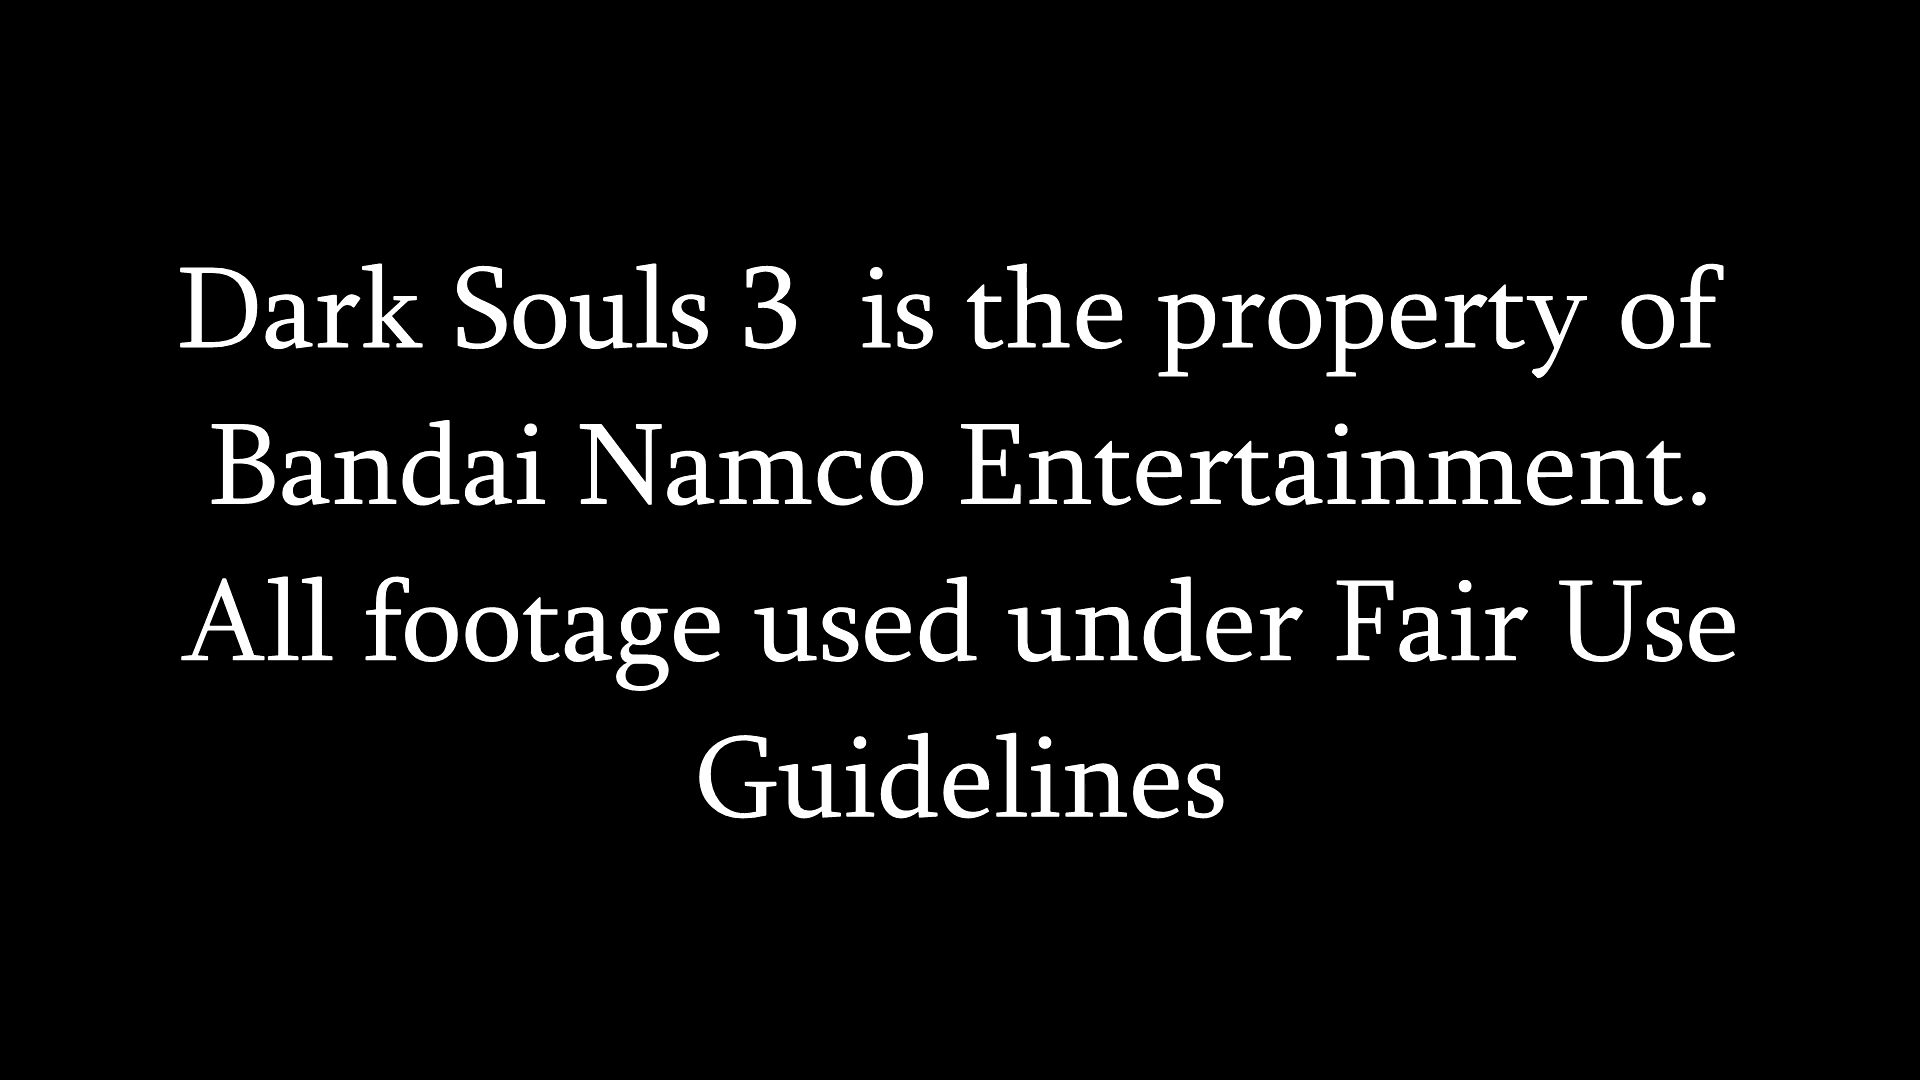 Dark Souls 3  is the property of
Bandai Namco Entertainment.
All footage used under Fair Use
Guidelines